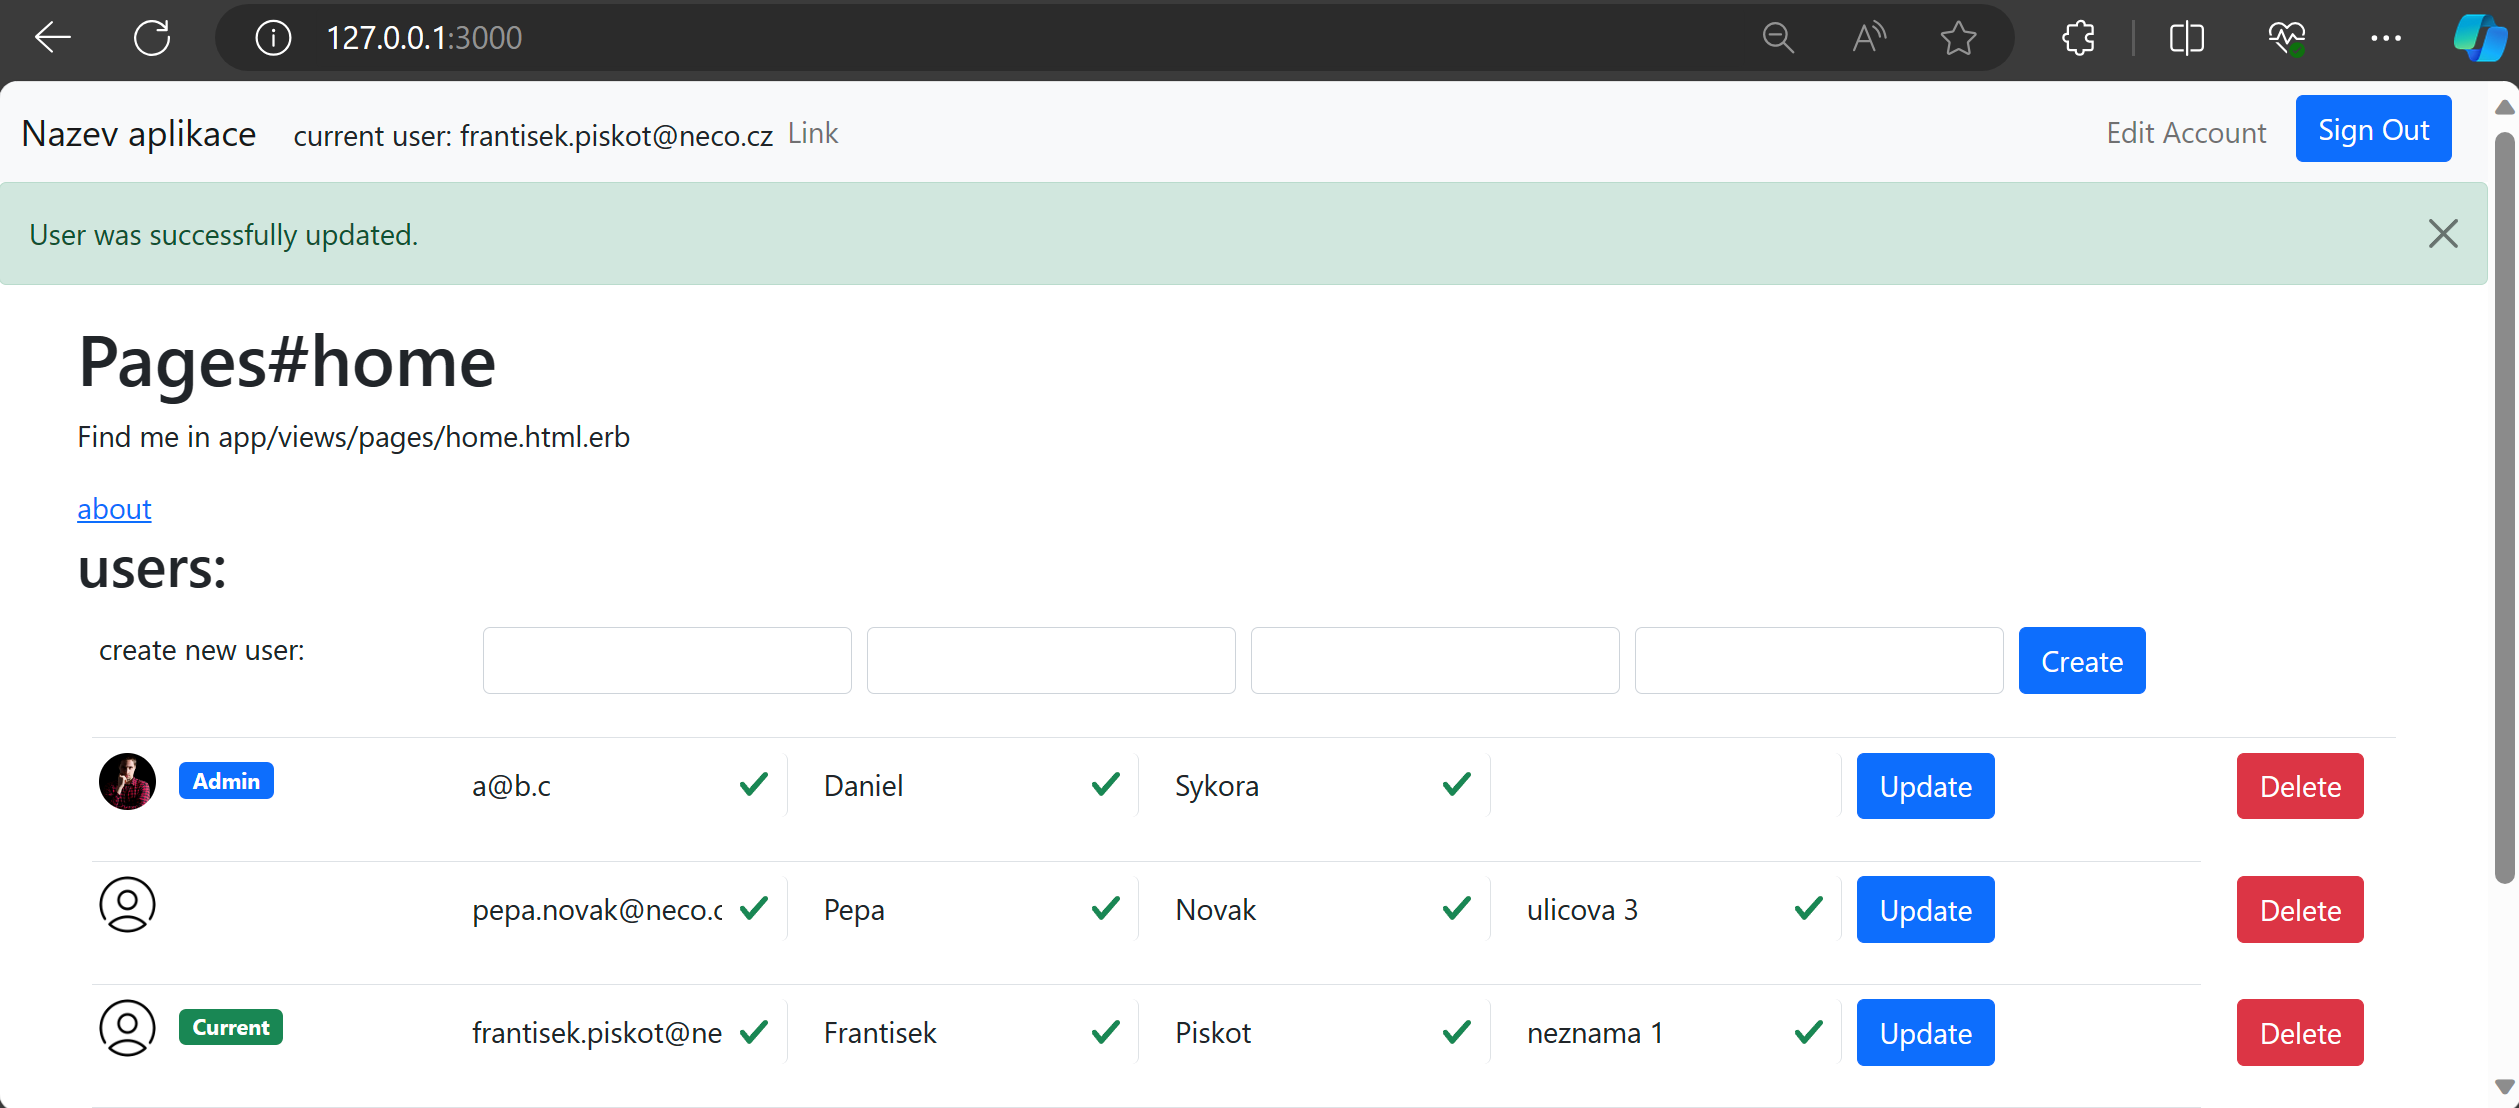 127.0.0.1:3000
Nazev aplikace current user: frantisek.piskot@neco.cz Link Edit Account Sign Out
User was successfully updated.
Pages#home
Find me in app/views/pages/home.html.erb
about
users:
create new user: Create
Admin a@b.c Daniel Sykora Update Delete
pepa.novak@neco.c Pepa Novak ulicova 3 Update Delete
Current frantisek.piskot@ne Frantisek Piskot neznama 1 Update Delete